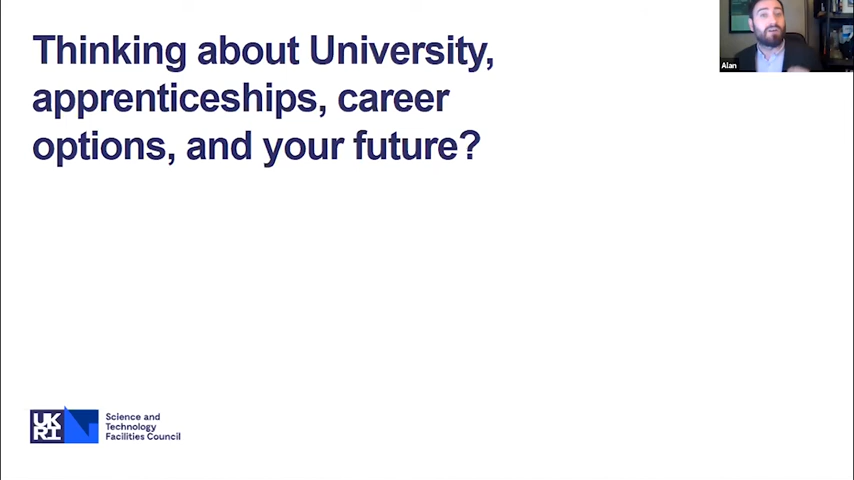 Thinking about University,
apprenticeships, career
options, and your future?
Alan
UK
RI
Science and
Technology
Facilities Council